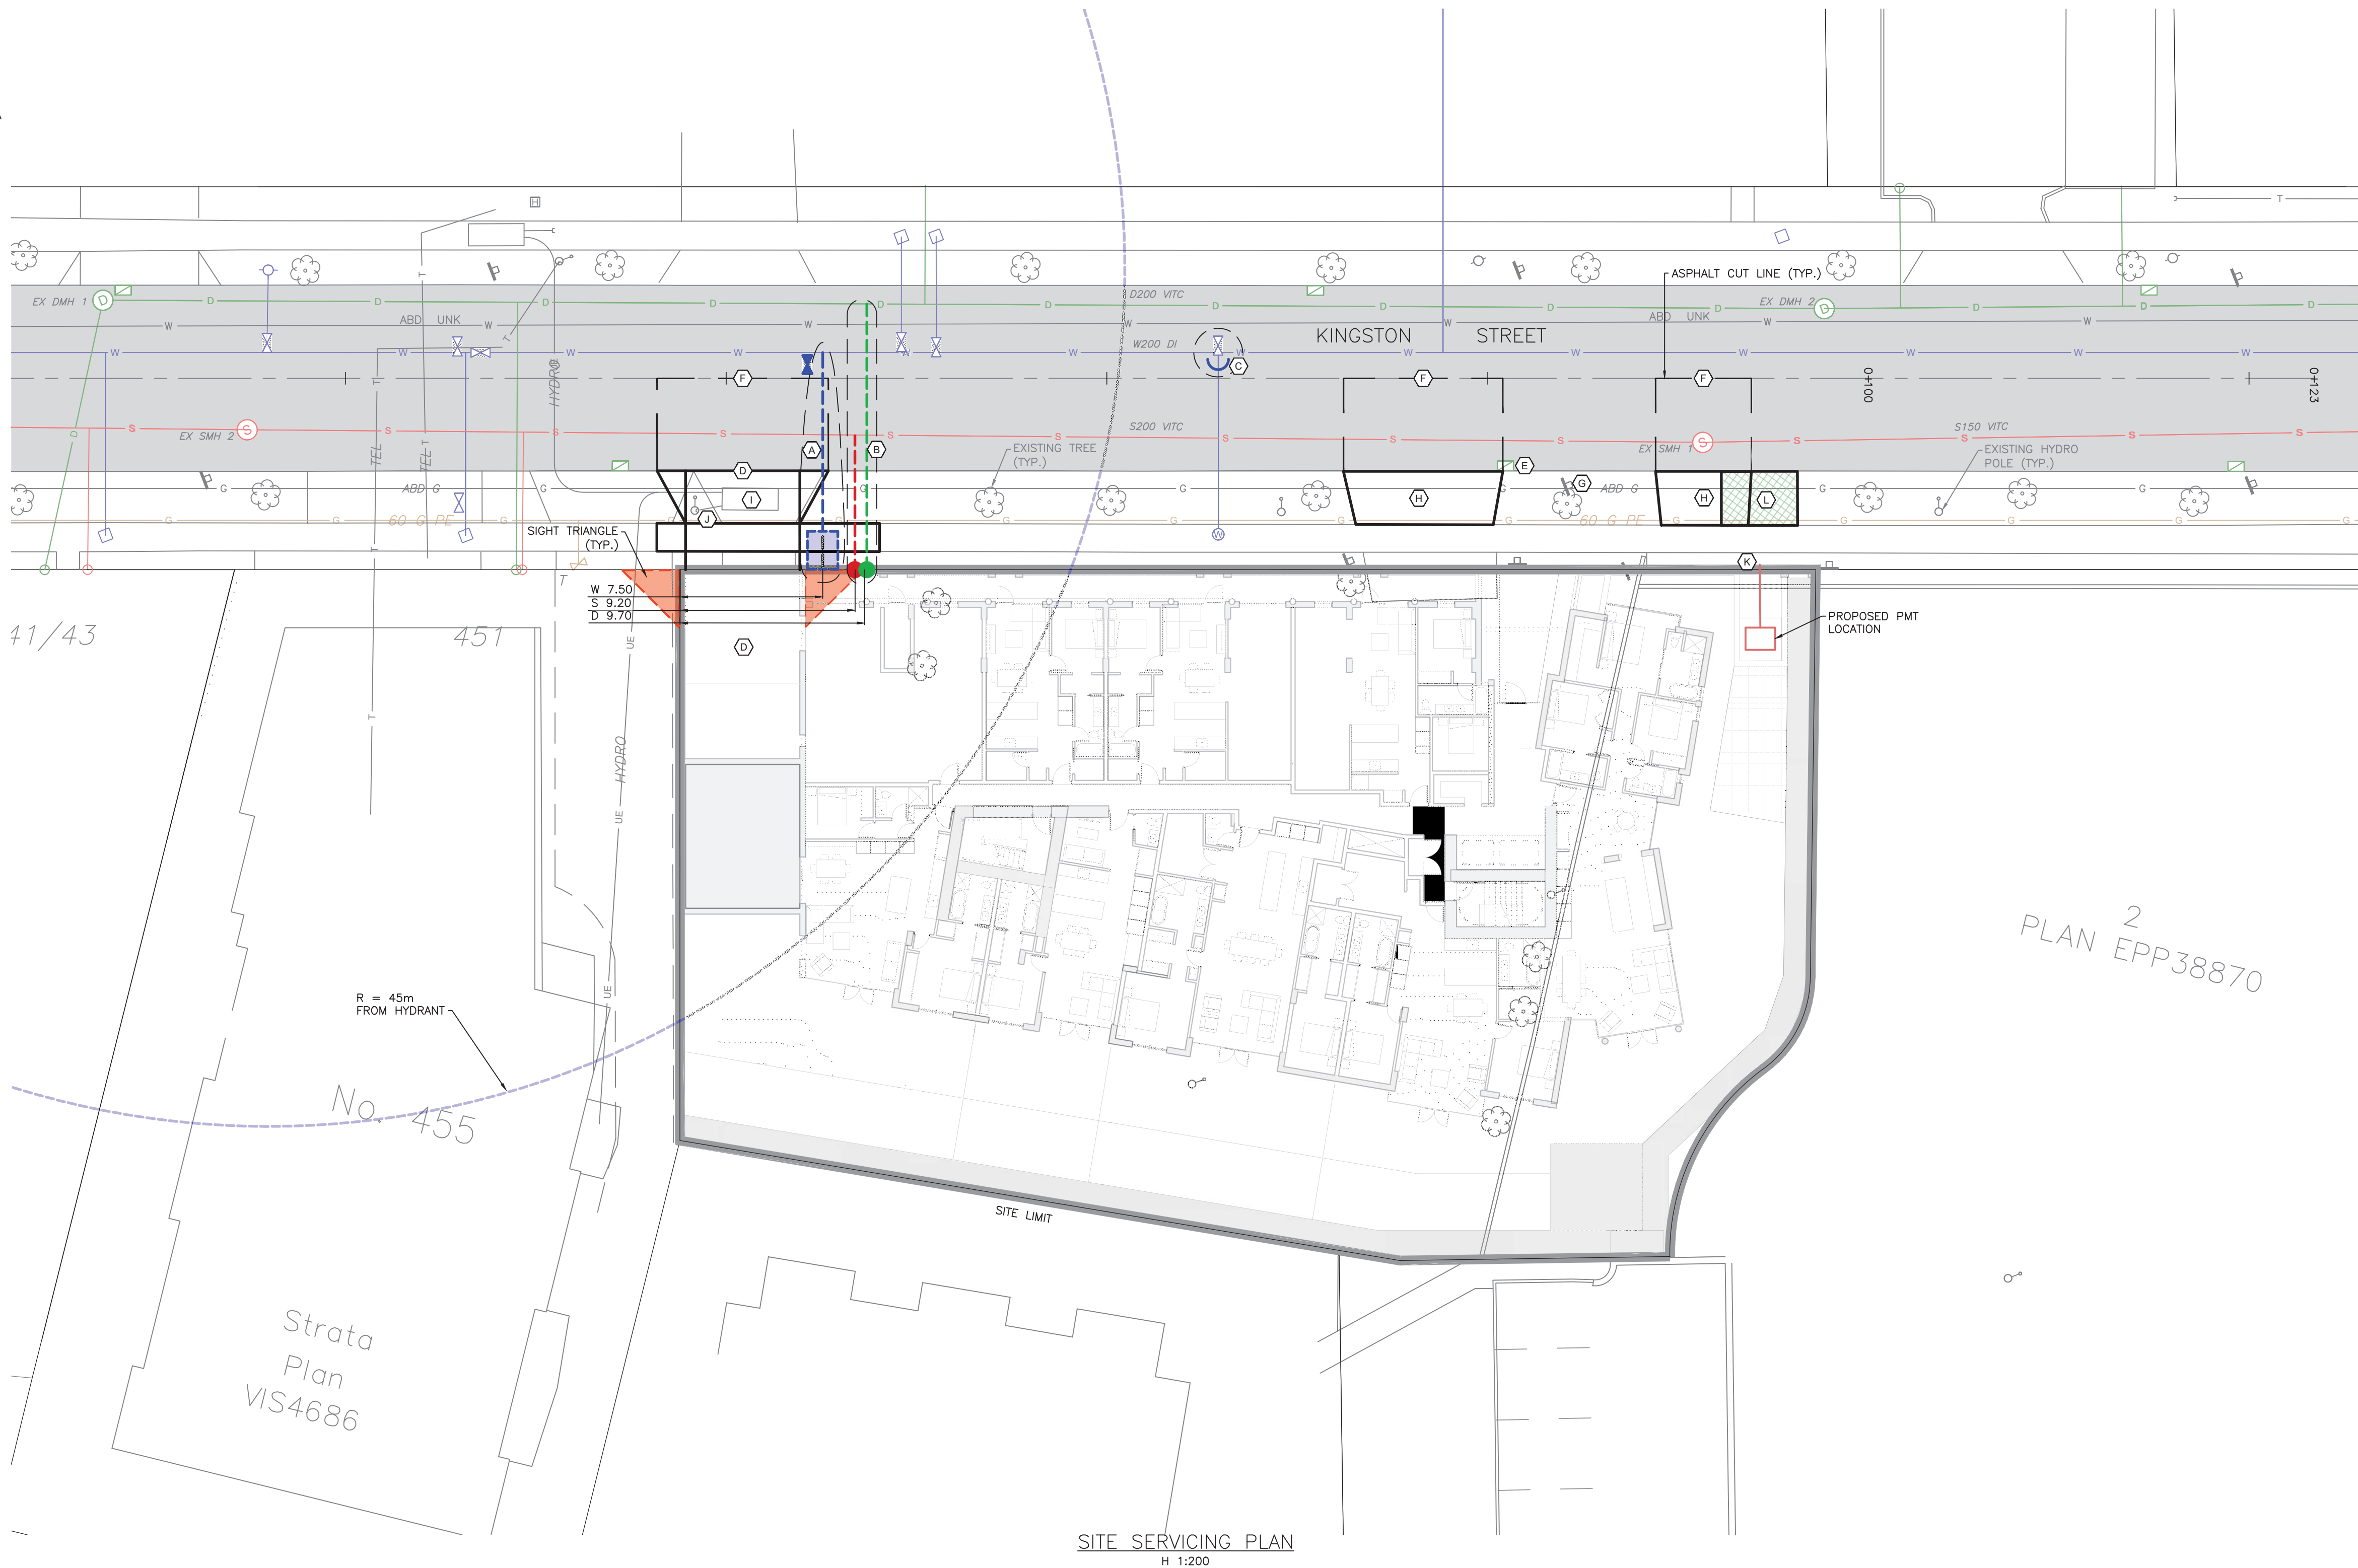 H
EX DMH 1
D
D
D
D
D
D
D
D200 VITC
D
D
D
EX DMH 2
D
D
D
T
ASPHALT CUT LINE (TYP.)
W
ABD UNK
W
W
W
W
ABD UNK
W
W
T
T
KINGSTON STREET
W
W
W
W
W
W
W200 DI
W
W
W
W
W
W
W
C
HYDRO
F
F
F
0+100
0+123
T
D
S
EX SMH 2
S
S
S
S
S
S
S200 VITC
S
S
S
EX SMH 1
S
S
S
S150 VITC
S
S
TEL
TEL
T
A
B
EXISTING TREE
(TYP.)
EXISTING HYDRO
POLE (TYP.)
D
E
G
ABD G
G
I
G
G
G
G
H
G
ABD G
H
L
G
G
G
60 G PE
G
J
G
G
G
G
60 G PE
G
G
G
G
W
SIGHT TRIANGLE
(TYP.)
T
T
K
W 7.50
S 9.20
D 9.70
41/43
451
UE
D
PROPOSED PMT
LOCATION
T
HYDRO
UE
UE
2
PLAN EPP38870
R = 45m
FROM HYDRANT
No. 455
SITE LIMIT
Strata
Plan
VIS4686
SITE SERVICING PLAN
H 1:200